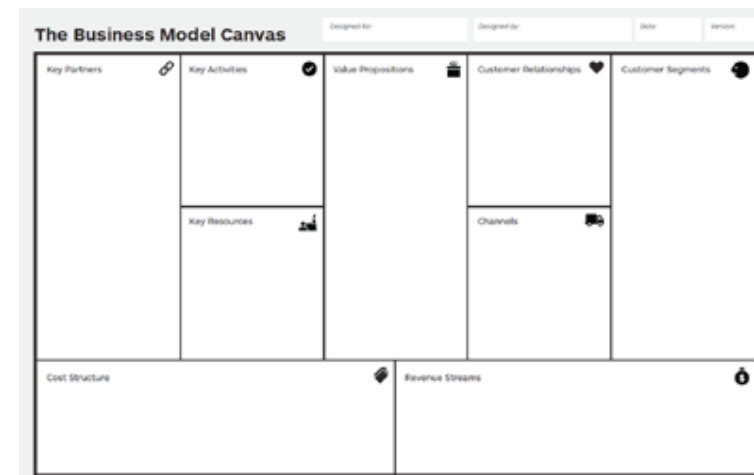 The Business Model Canvas
Designed for:
Designed by:
Date:
Version:
Key Partners
Key Activities
Value Propositions
Customer Relationships
Customer Segments
Key Resources
Channels
Cost Structure
Revenue Streams